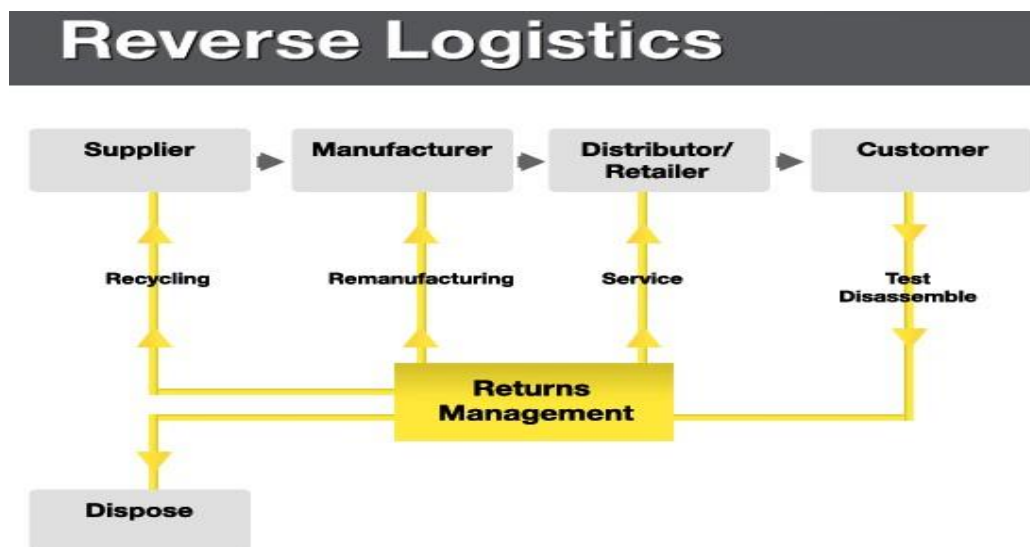 Reverse Logistics
Supplier
Manufacturer
Distributor/
Retailer
Customer
Recycling
Remanufacturing
Service
Test
Disassemble
Returns
Management
Dispose